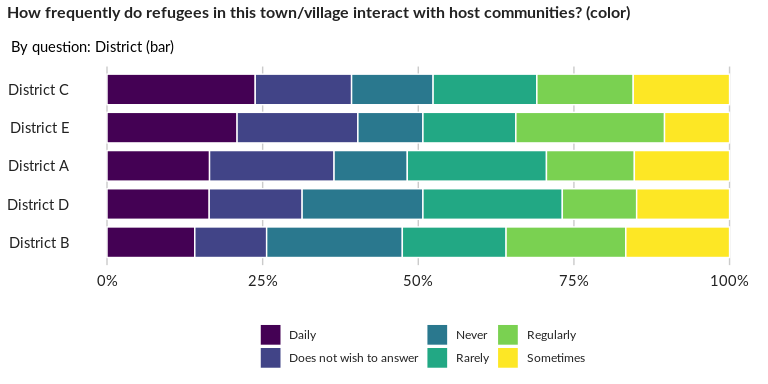 How frequently do refugees in this town/village interact with host communities? (color)
By question: District (bar)
District C
District E
District A
District D
District B
0% 25% 50% 75% 100%
Daily Never Regularly
Does not wish to answer Rarely Sometimes